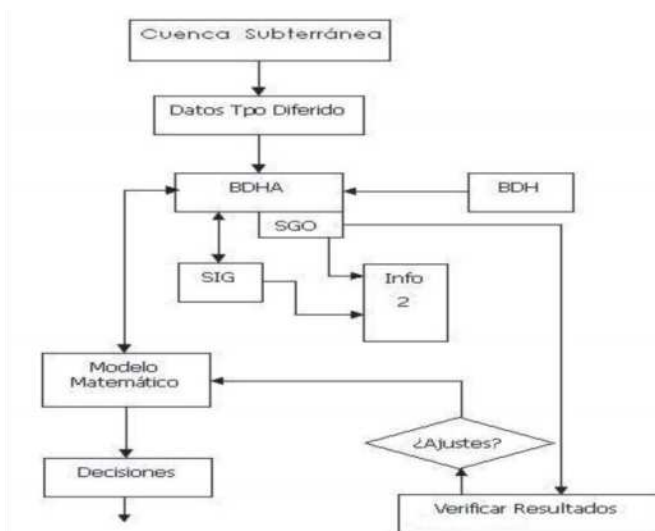 Cuenca Subterránea
Datos Tpo Diferido
BDHA
BDH
SGO
SIG
Info
2
Modelo
Matemático
¿Ajustes?
Decisiones
Verificar Resultados